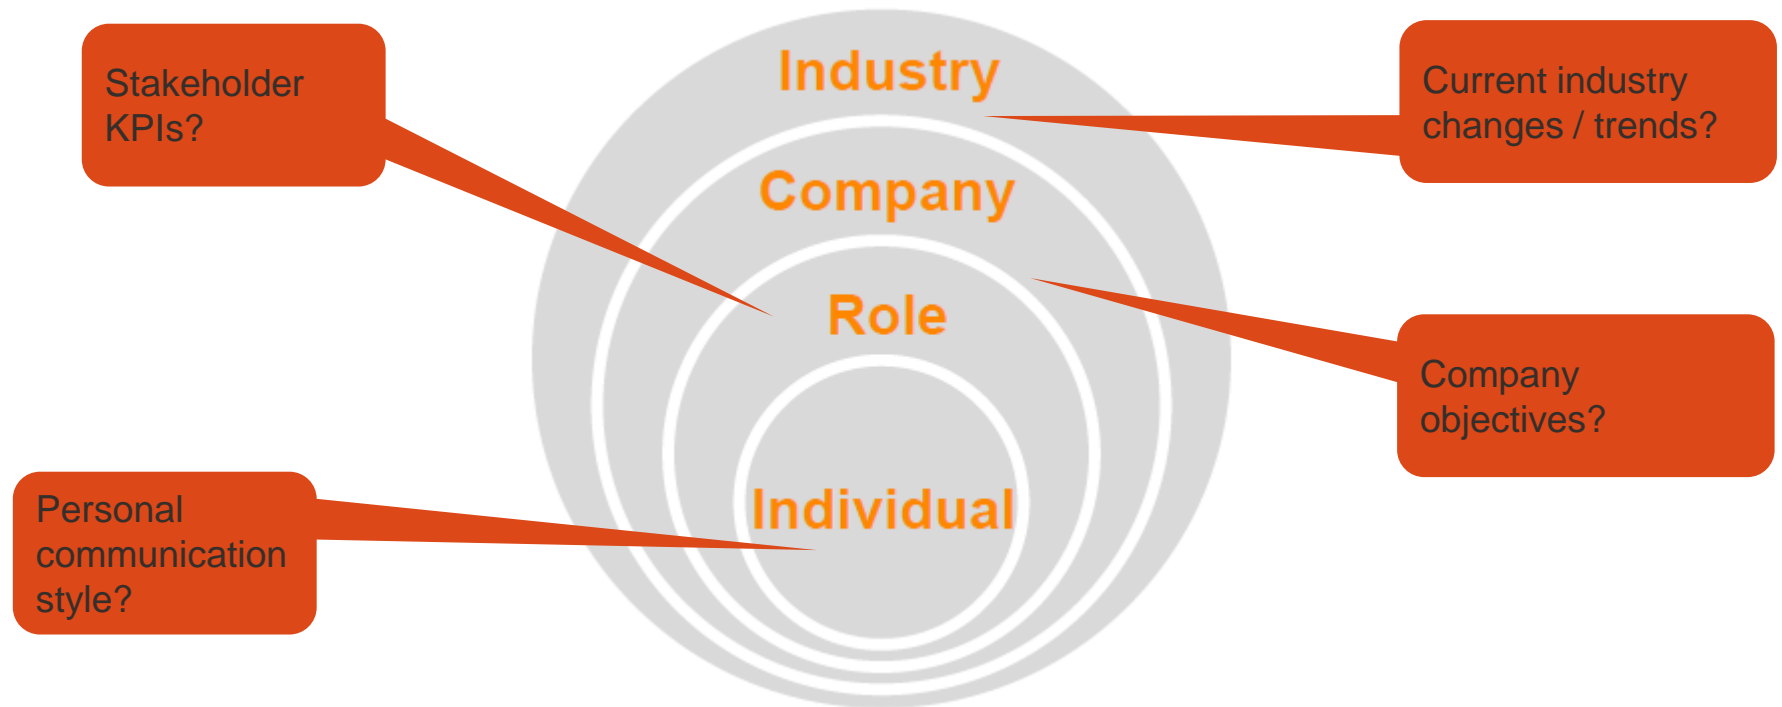 Stakeholder
KPIs?
Industry
Current industry
changes / trends?
Company
Role
Company
objectives?
Individual
Personal
communication
style?